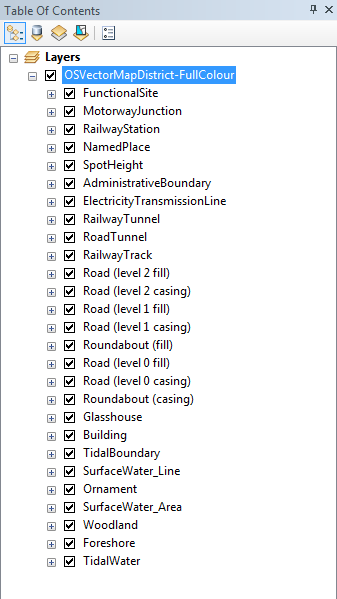 Table Of Contents
Layers
OSVectorMapDistrict-FullColour
FunctionalSite
MotorwayJunction
RailwayStation
NamedPlace
SpotHeight
AdministrativeBoundary
ElectricityTransmissionLine
RailwayTunnel
RoadTunnel
RailwayTrack
Road (level 2 fill)
Road (level 2 casing)
Road (level 1 fill)
Road (level 1 casing)
Roundabout (fill)
Road (level 0 fill)
Road (level 0 casing)
Roundabout (casing)
Glasshouse
Building
TidalBoundary
SurfaceWater_Line
Ornament
SurfaceWater_Area
Woodland
Foreshore
TidalWater